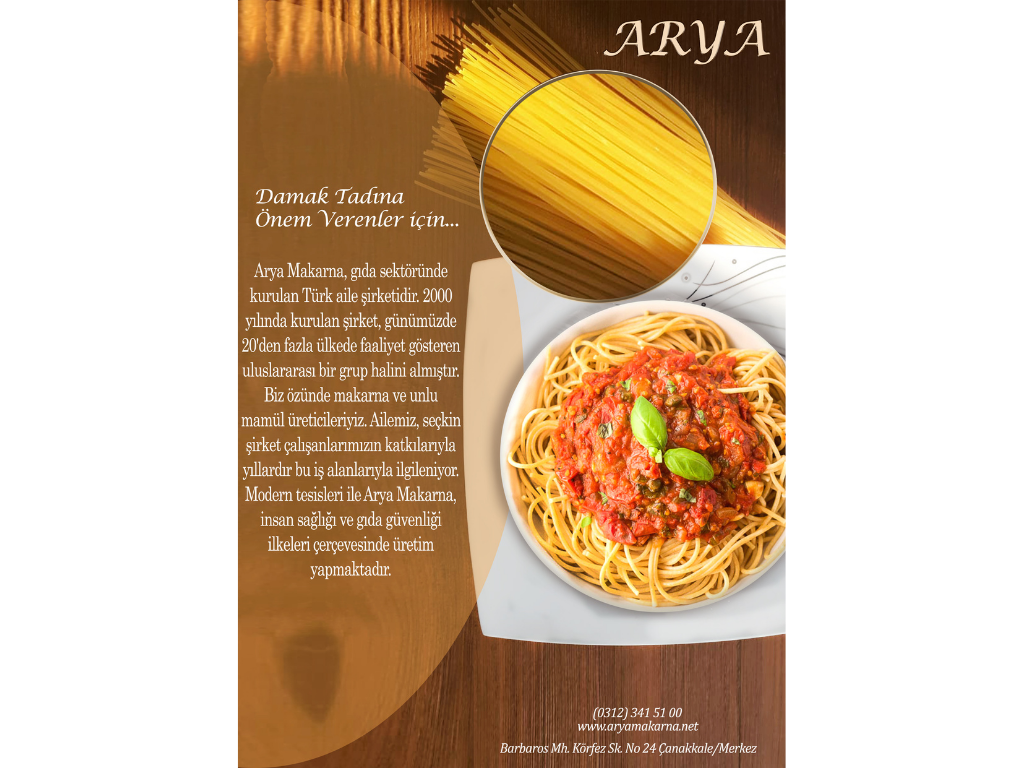 ARYA
Damak Tadına
Önem Verenler için...
Arya Makarna, gıda sektöründe
kurulan Türk aile şirketidir. 2000
yılında kurulan şirket, günümüzde
20'den fazla ülkede faaliyet gösteren
uluslararası bir grup halini almıştır.
Biz özünde makarna ve unlu
mamül üreticileriyiz. Ailemiz, seçkin
şirket çalışanlarımızın katkılarıyla
yıllardır bu iş alanlarıyla ilgileniyor.
Modern tesisleri ile Arya Makarna,
insan sağlığı ve gıda güvenliği
ilkeleri çerçevesinde üretim
yapmaktadır.
(0312) 341 51 00
www.aryamakarna.net
Barbaros Mh. Körfez Sk. No 24 Çanakkale/Merkez